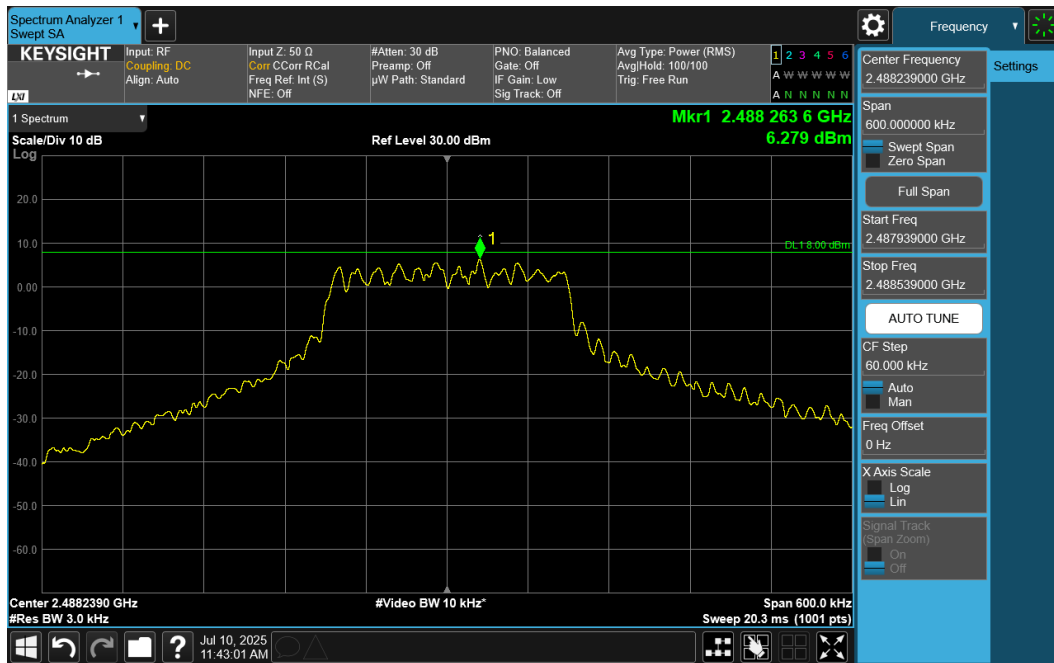 Spectrum Analyzer 1
Swept SA
Frequency
KEYSIGHT
LXI
Input: RF
Coupling: DC
Align: Auto
Input Z: 50 Ω
Corr CCorr RCal
Freq Ref: Int (S)
NFE: Off
#Atten: 30 dB
Preamp: Off
µW Path: Standard
PNO: Balanced
Gate: Off
IF Gain: Low
Sig Track: Off
Avg Type: Power (RMS)
Avg|Hold: 100/100
Trig: Free Run
1 2 3 4 5 6
A W W W W W
A N N N N N
1 Spectrum
Scale/Div 10 dB
Log
Ref Level 30.00 dBm
Mkr1 2.488 263 6 GHz
6.279 dBm
20.0
10.0
0.00
-10.0
-20.0
-30.0
-40.0
-50.0
-60.0
1
DL1 8.00 dBm
Center 2.4882390 GHz
#Res BW 3.0 kHz
#Video BW 10 kHz*
Span 600.0 kHz
Sweep 20.3 ms (1001 pts)
Center Frequency
2.488239000 GHz
Span
600.000000 kHz
Swept Span
Zero Span
Full Span
Start Freq
2.487939000 GHz
Stop Freq
2.488539000 GHz
AUTO TUNE
CF Step
60.000 kHz
Auto
Man
Freq Offset
0 Hz
X Axis Scale
Log
Lin
Signal Track
(Span Zoom)
On
Off
Settings
?
Jul 10, 2025
11:43:01 AM